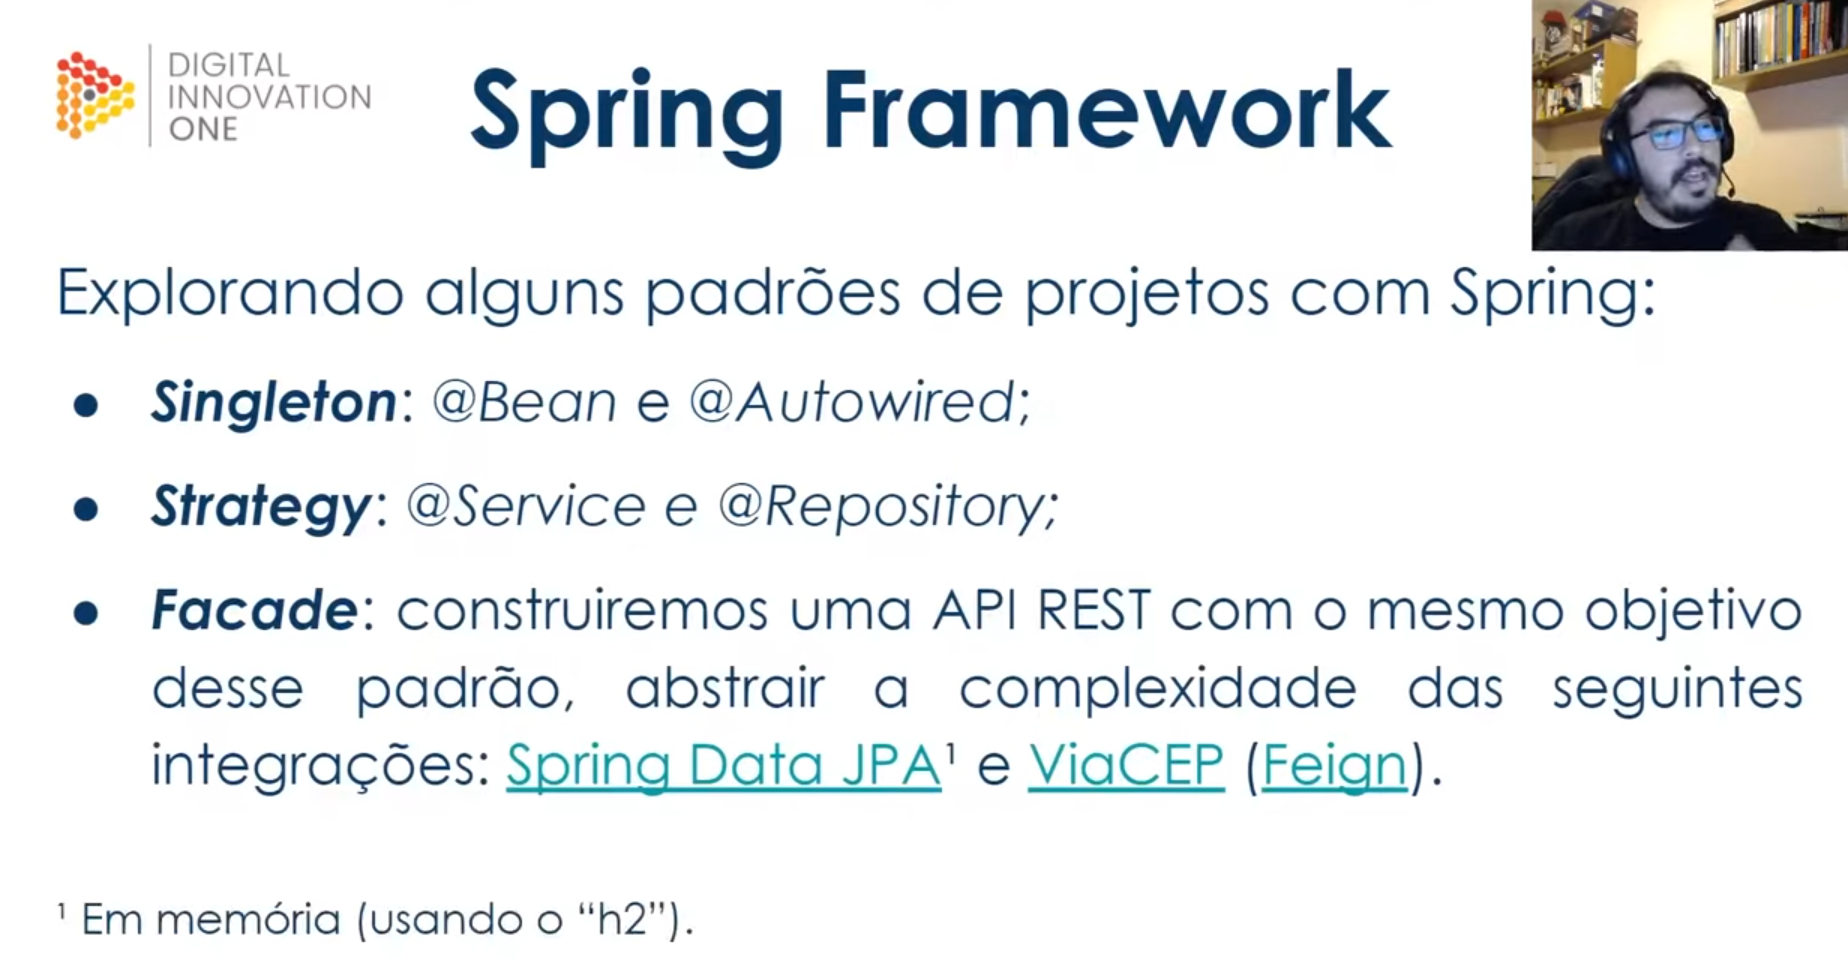 DIGITAL
INNOVATION
ONE
Spring Framework
Explorando alguns padrões de projetos com Spring:
● Singleton: @Bean e @Autowired;
● Strategy: @Service e @Repository;
● Facade: construiremos uma API REST com o mesmo objetivo
desse padrão, abstrair a complexidade das seguintes
integrações: Spring Data JPA¹ e ViaCEP (Feign).
¹ Em memória (usando o “h2”).